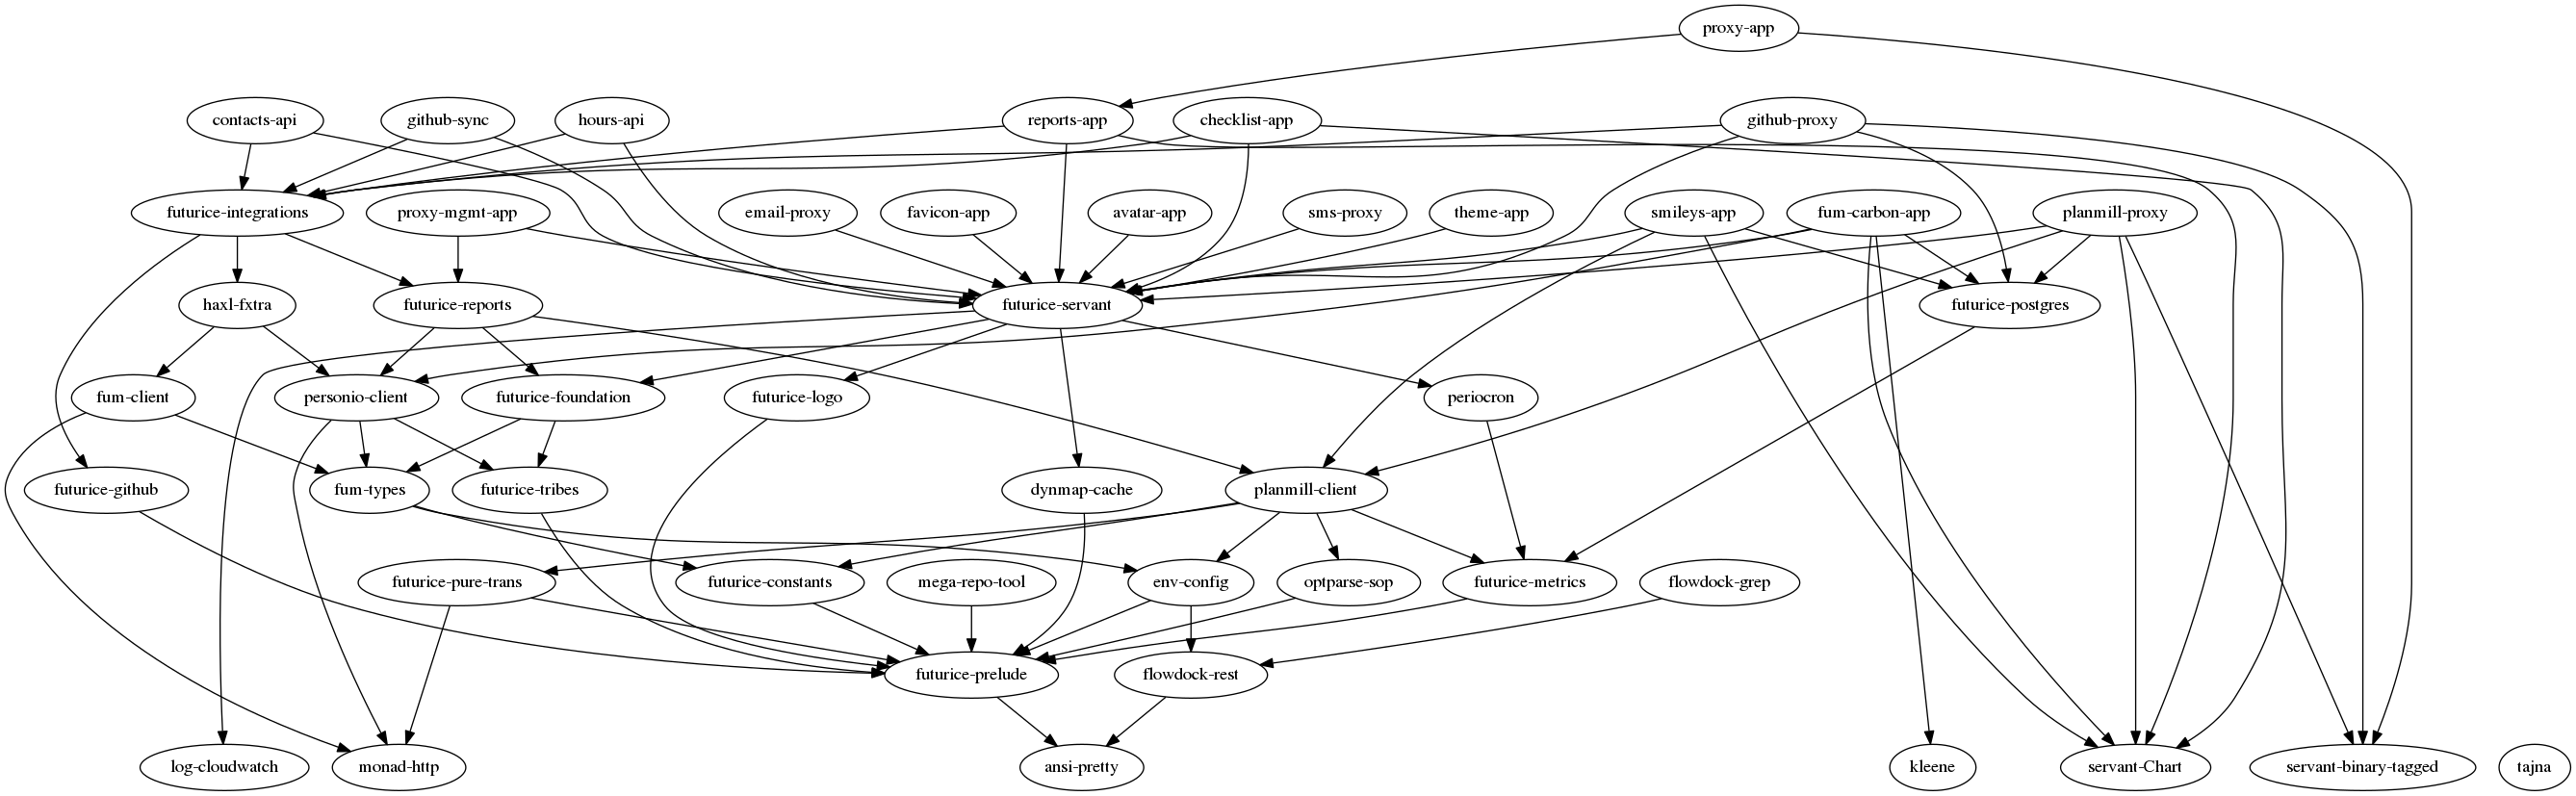 proxy-app
contacts-api
github-sync
hours-api
reports-app
checklist-app
github-proxy
futurice-integrations
proxy-mgmt-app
email-proxy
favicon-app
avatar-app
sms-proxy
theme-app
smileys-app
fum-carbon-app
planmill-proxy
haxl-fxtra
futurice-reports
futurice-servant
futurice-postgres
fum-client
personio-client
futurice-foundation
futurice-logo
periocron
futurice-github
fum-types
futurice-tribes
dynmap-cache
planmill-client
futurice-pure-trans
futurice-constants
mega-repo-tool
env-config
optparse-sop
futurice-metrics
flowdock-grep
futurice-prelude
flowdock-rest
log-cloudwatch
monad-http
ansi-pretty
kleene
servant-Chart
servant-binary-tagged
tajna